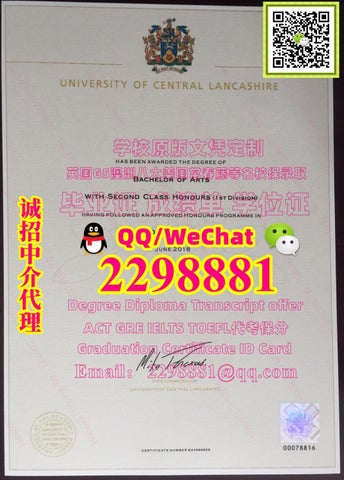 UNIVERSITY OF CENTRAL LANCASHIRE
学校原版文凭定制
HAS BEEN AWARDED THE DEGREE OF
BACHELOR OF ARTS
WITH SECOND CLASS HONOURS (1ST DIVISION)
毕业证 成绩单 学位证
HAVING FOLLOWED AN APPROVED HONOURS PROGRAMME IN
QQ/WeChat
JUNE 2018
2298881
诚招中介代理
Degree Diploma Transcript offer
ACT GRE IELTS TOEFL代考保分
Graduation Certificate ID Card
Email: 2298881@qq.com
VICE-CHANCELLOR
UNIVERSITY OF CENTRAL LANCASHIRE
00078816